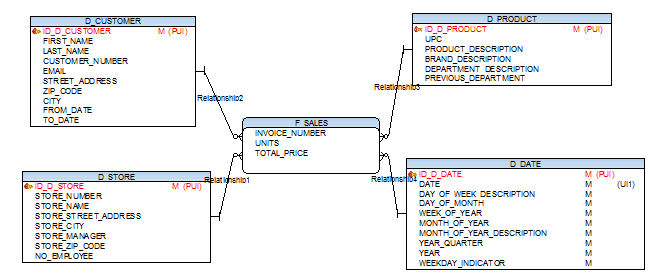 D_CUSTOMER
ID_D_CUSTOMER M (PUI)
FIRST_NAME
LAST_NAME
CUSTOMER_NUMBER
EMAIL
STREET_ADDRESS
ZIP_CODE
CITY
FROM_DATE
TO_DATE
D_PRODUCT
ID_D_PRODUCT M (PUI)
UPC
PRODUCT_DESCRIPTION
BRAND_DESCRIPTION
DEPARTMENT_DESCRIPTION
PREVIOUS_DEPARTMENT
Relationship2
Relationship3
F_SALES
INVOICE_NUMBER
UNITS
TOTAL_PRICE
Relationship1
Relationship4
D_STORE
ID_D_STORE M (PUI)
STORE_NUMBER
STORE_NAME
STORE_STREET_ADDRESS
STORE_CITY
STORE_MANAGER
STORE_ZIP_CODE
NO_EMPLOYEE
D_DATE
ID_D_DATE M (PUI)
DATE M (UI1)
DAY_OF_WEEK_DESCRIPTION M
DAY_OF_MONTH M
WEEK_OF_YEAR M
MONTH_OF_YEAR M
MONTH_OF_YEAR_DESCRIPTION M
YEAR_QUARTER M
YEAR M
WEEKDAY_INDICATOR M